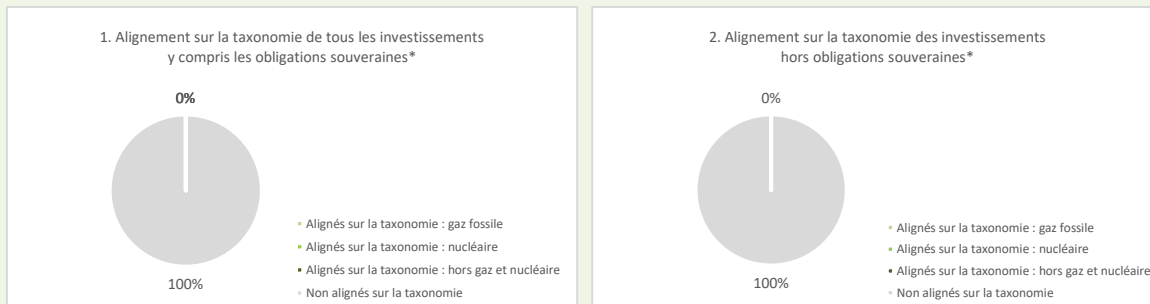 1. Alignement sur la taxonomie de tous les investissements
y compris les obligations souveraines*
0%
100%
Alignés sur la taxonomie : gaz fossile
Alignés sur la taxonomie : nucléaire
Alignés sur la taxonomie : hors gaz et nucléaire
Non alignés sur la taxonomie
2. Alignement sur la taxonomie des investissements
hors obligations souveraines*
0%
100%
Alignés sur la taxonomie : gaz fossile
Alignés sur la taxonomie : nucléaire
Alignés sur la taxonomie : hors gaz et nucléaire
Non alignés sur la taxonomie